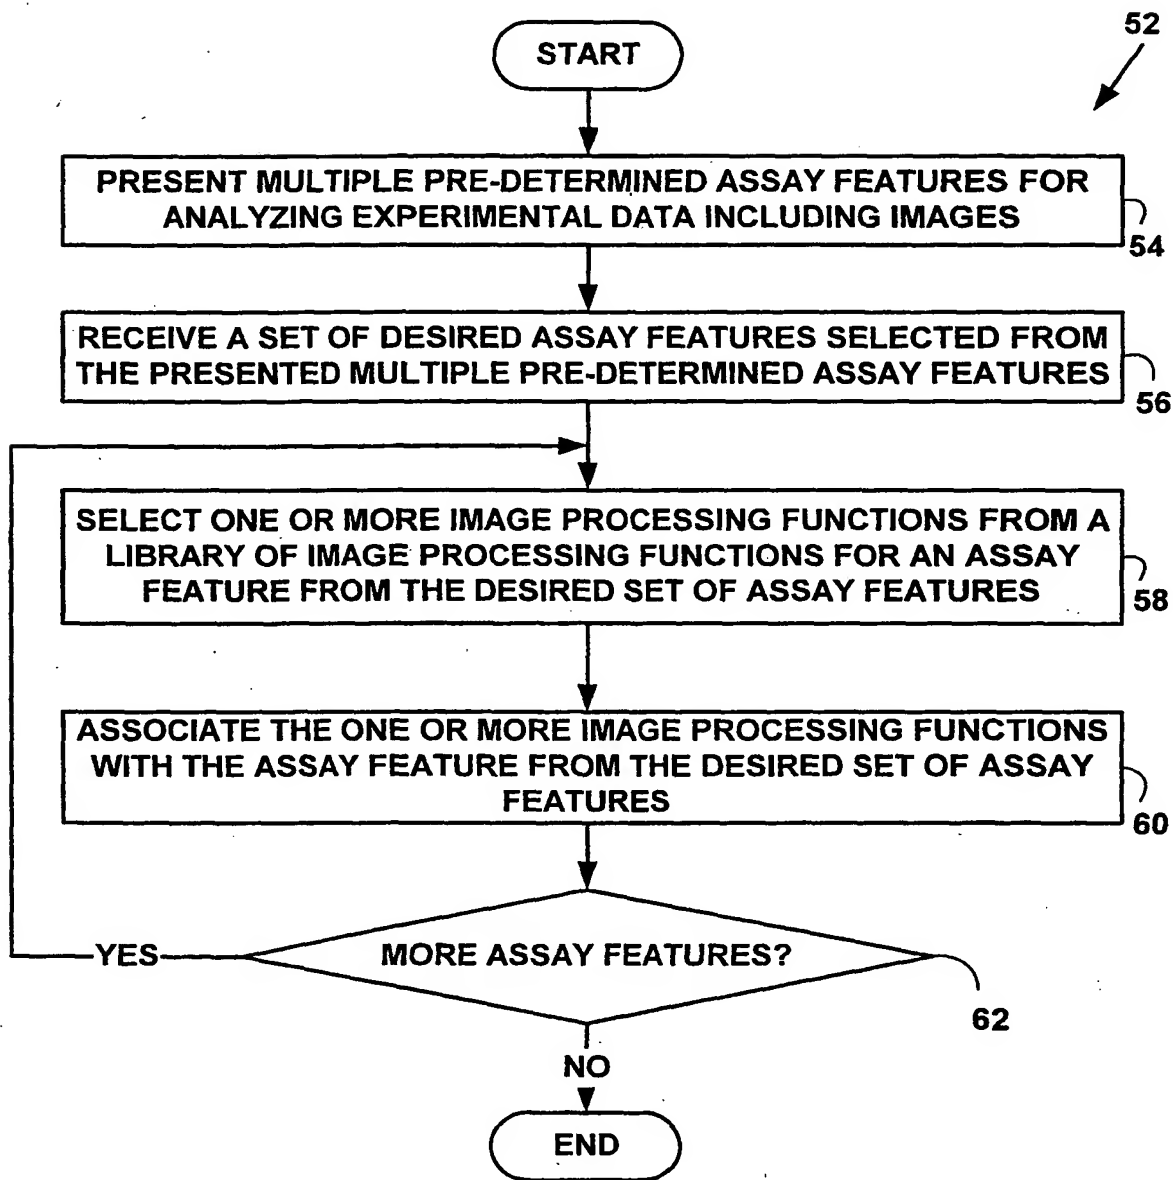 52
START
PRESENT MULTIPLE PRE-DETERMINED ASSAY FEATURES FOR
ANALYZING EXPERIMENTAL DATA INCLUDING IMAGES
54
RECEIVE A SET OF DESIRED ASSAY FEATURES SELECTED FROM
THE PRESENTED MULTIPLE PRE-DETERMINED ASSAY FEATURES
56
SELECT ONE OR MORE IMAGE PROCESSING FUNCTIONS FROM A
LIBRARY OF IMAGE PROCESSING FUNCTIONS FOR AN ASSAY
FEATURE FROM THE DESIRED SET OF ASSAY FEATURES
58
ASSOCIATE THE ONE OR MORE IMAGE PROCESSING FUNCTIONS
WITH THE ASSAY FEATURE FROM THE DESIRED SET OF ASSAY
FEATURES
60
YES
MORE ASSAY FEATURES?
62
NO
END